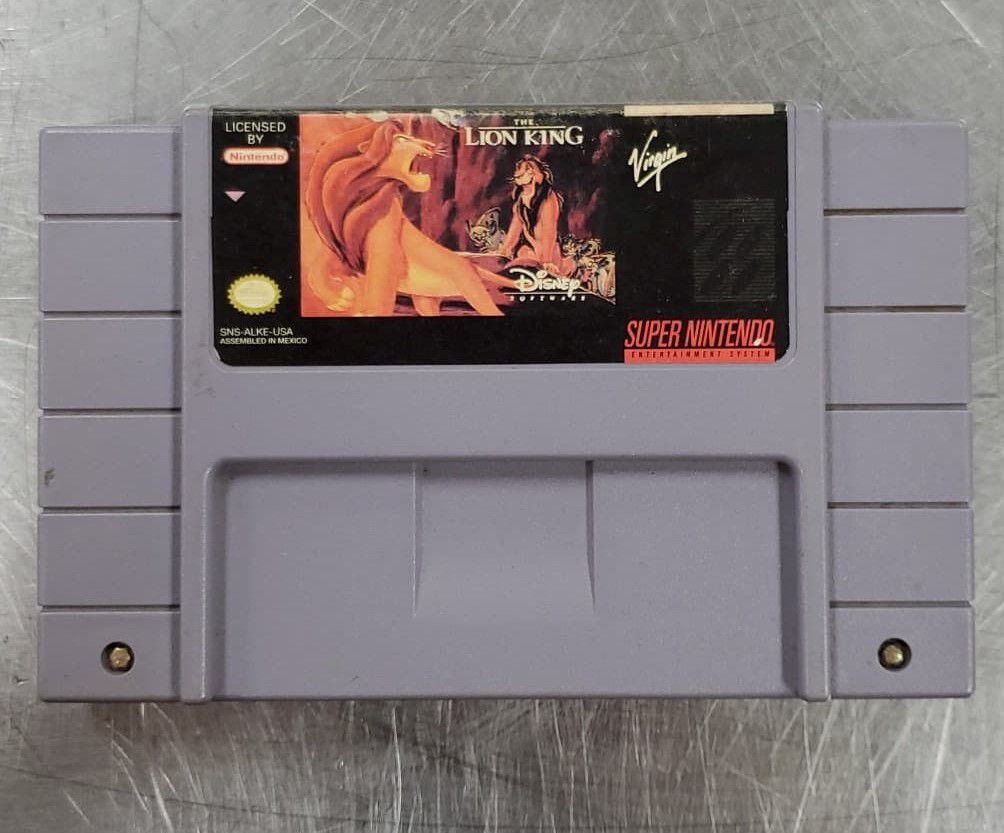 LICENSED
BY
Nintendo
THE
LION KING
Virgin
DISNEY
SOFTWARE
SNS-ALKE-USA
ASSEMBLED IN MEXICO
SUPER NINTENDO
ENTERTAINMENT SYSTEM